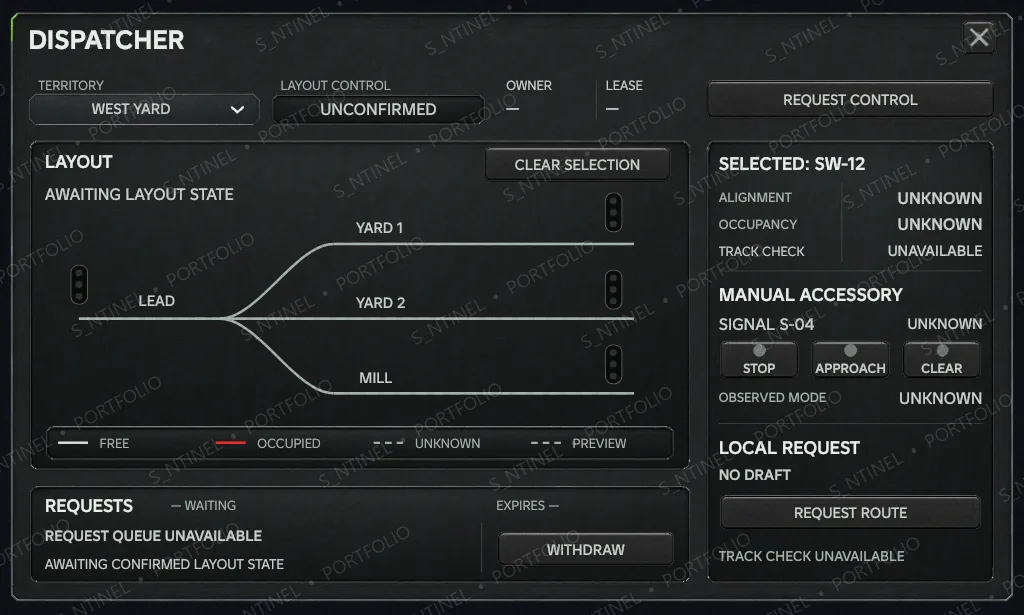 DISPATCHER
TERRITORY
WEST YARD
LAYOUT CONTROL
UNCONFIRMED
OWNER
—
LEASE
—
REQUEST CONTROL
LAYOUT
CLEAR SELECTION
AWAITING LAYOUT STATE
YARD 1
LEAD
YARD 2
MILL
FREE
OCCUPIED
UNKNOWN
PREVIEW
REQUESTS
— WAITING
EXPIRES —
REQUEST QUEUE UNAVAILABLE
AWAITING CONFIRMED LAYOUT STATE
WITHDRAW
SELECTED: SW-12
ALIGNMENT UNKNOWN
OCCUPANCY UNKNOWN
TRACK CHECK UNAVAILABLE
MANUAL ACCESSORY
SIGNAL S-04 UNKNOWN
STOP
APPROACH
CLEAR
OBSERVED MODE UNKNOWN
LOCAL REQUEST
NO DRAFT
REQUEST ROUTE
TRACK CHECK UNAVAILABLE
S_NTINEL • PORTFOLIO